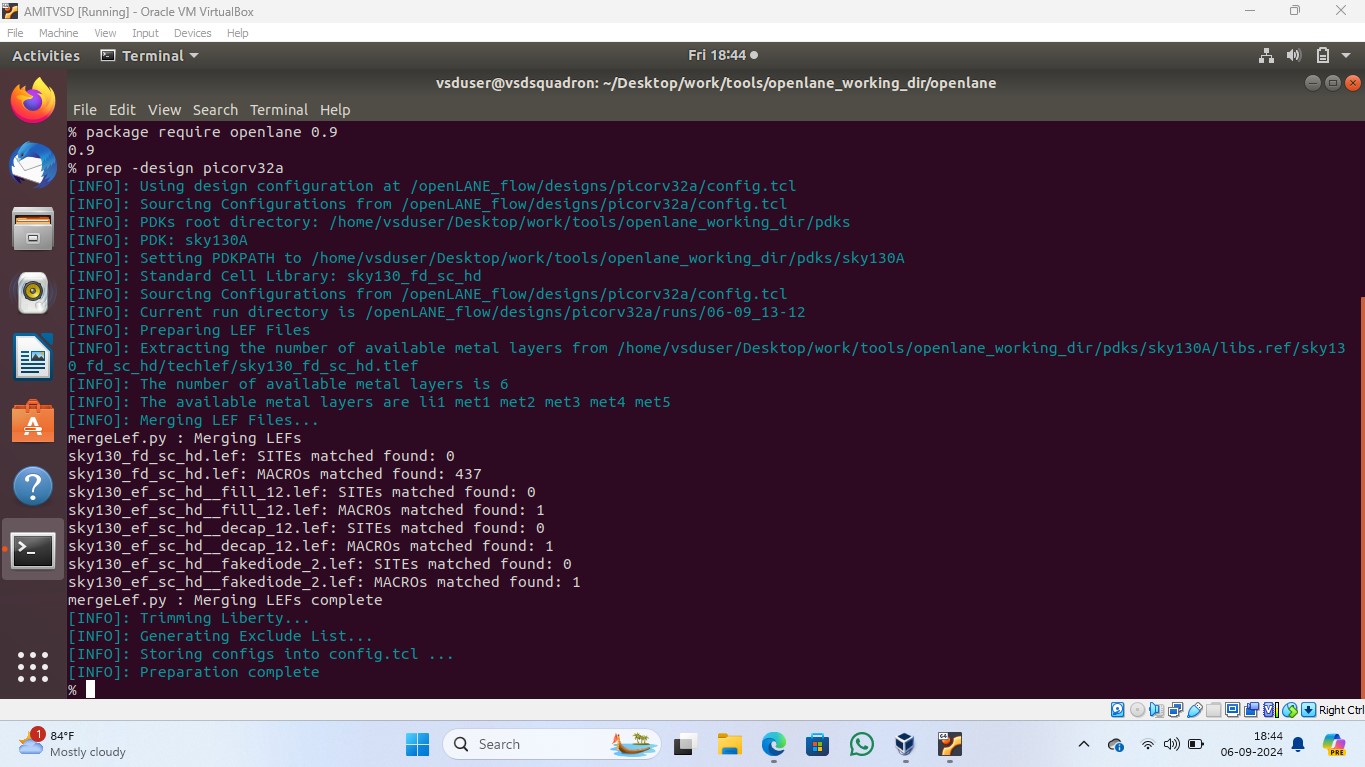 AMITVSD [Running] - Oracle VM VirtualBox
File Machine View Input Devices Help
Activities Terminal Fri 18:44
vsduser@vsdsquadron: ~/Desktop/work/tools/openlane_working_dir/openlane
File Edit View Search Terminal Help
% package require openlane 0.9
0.9
% prep -design picorv32a
[INFO]: Using design configuration at /openLANE_flow/designs/picorv32a/config.tcl
[INFO]: Sourcing Configurations from /openLANE_flow/designs/picorv32a/config.tcl
[INFO]: PDKs root directory: /home/vsduser/Desktop/work/tools/openlane_working_dir/pdks
[INFO]: PDK: sky130A
[INFO]: Setting PDKPATH to /home/vsduser/Desktop/work/tools/openlane_working_dir/pdks/sky130A
[INFO]: Standard Cell Library: sky130_fd_sc_hd
[INFO]: Sourcing Configurations from /openLANE_flow/designs/picorv32a/config.tcl
[INFO]: Current run directory is /openLANE_flow/designs/picorv32a/runs/06-09_13-12
[INFO]: Preparing LEF Files
[INFO]: Extracting the number of available metal layers from /home/vsduser/Desktop/work/tools/openlane_working_dir/pdks/sky130A/libs.ref/sky13
0_fd_sc_hd/techlef/sky130_fd_sc_hd.tlef
[INFO]: The number of available metal layers is 6
[INFO]: The available metal layers are li1 met1 met2 met3 met4 met5
[INFO]: Merging LEF Files...
mergeLef.py : Merging LEFs
sky130_fd_sc_hd.lef: SITEs matched found: 0
sky130_fd_sc_hd.lef: MACROs matched found: 437
sky130_ef_sc_hd__fill_12.lef: SITEs matched found: 0
sky130_ef_sc_hd__fill_12.lef: MACROs matched found: 1
sky130_ef_sc_hd__decap_12.lef: SITEs matched found: 0
sky130_ef_sc_hd__decap_12.lef: MACROs matched found: 1
sky130_ef_sc_hd__fakediode_2.lef: SITEs matched found: 0
sky130_ef_sc_hd__fakediode_2.lef: MACROs matched found: 1
mergeLef.py : Merging LEFs complete
[INFO]: Trimming Liberty...
[INFO]: Generating Exclude List...
[INFO]: Storing configs into config.tcl ...
[INFO]: Preparation complete
%
Right Ctrl
1
84°F
Mostly cloudy
Search
18:44
06-09-2024
PRE